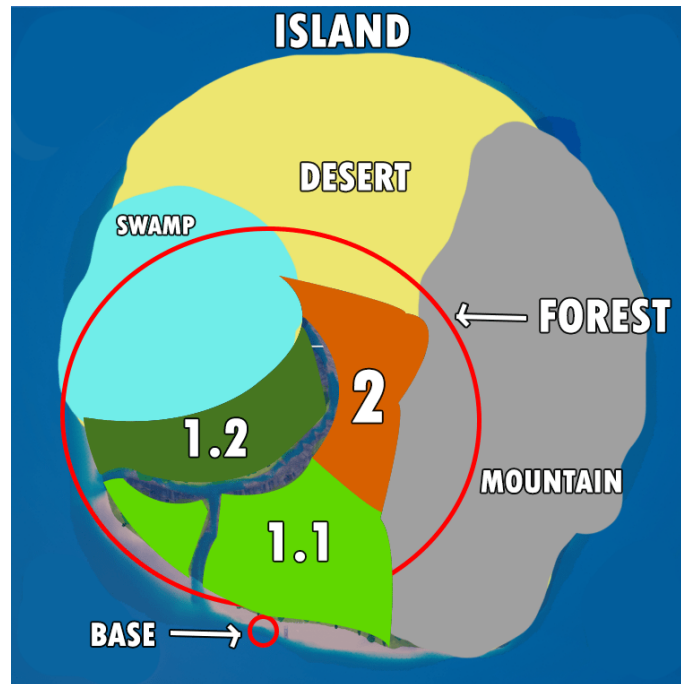 ISLAND
DESERT
SWAMP
FOREST
2
1.2
MOUNTAIN
1.1
BASE